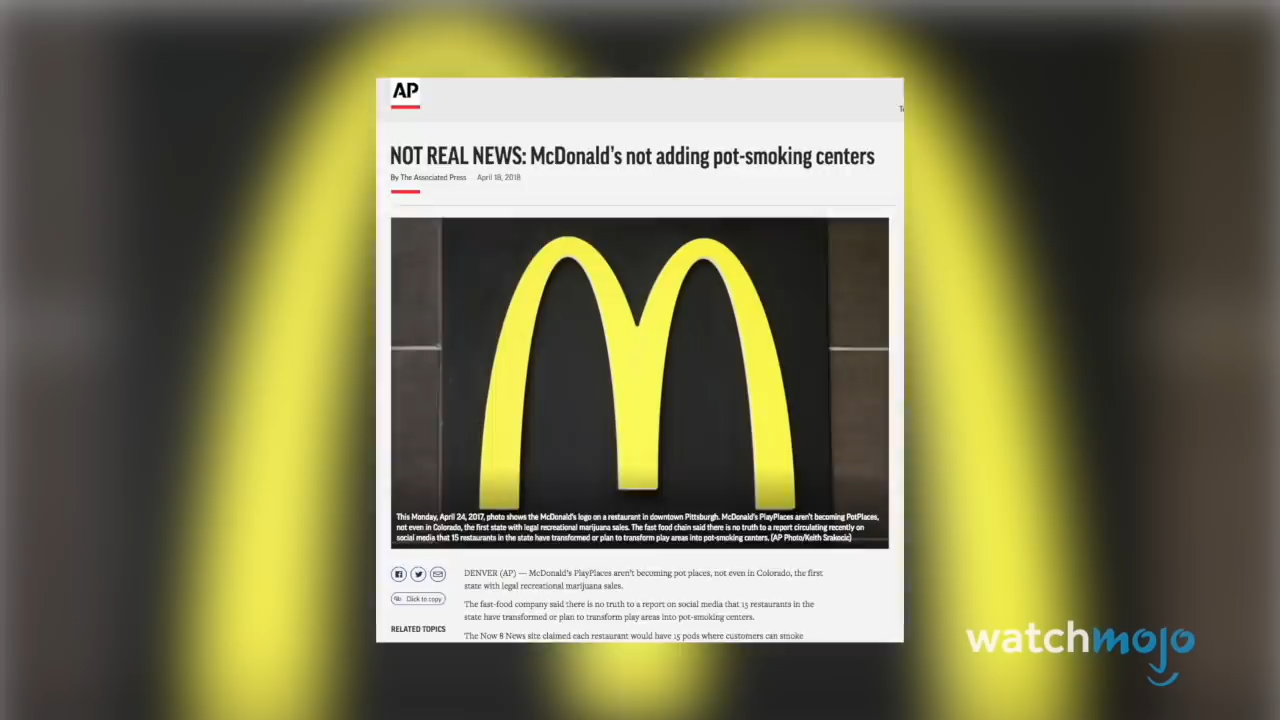 AP
NOT REAL NEWS: McDonald's not adding pot-smoking centers
By The Associated Press April 18, 2018
This Monday, April 24, 2017, photo shows the McDonald's logo on a restaurant in downtown Pittsburgh. McDonald's PlayPlaces aren't becoming PotPlaces,
not even in Colorado, the first state with legal recreational marijuana sales. The fast food chain said there is no truth to a report circulating recently on
social media that 15 restaurants in the state have transformed or plan to transform play areas into pot-smoking centers. (AP Photo/Keith Srakocic)
Click to copy
RELATED TOPICS
DENVER (AP) — McDonald's PlayPlaces aren't becoming pot places, not even in Colorado, the first
state with legal recreational marijuana sales.
The fast-food company said there is no truth to a report on social media that 15 restaurants in the
state have transformed or plan to transform play areas into pot-smoking centers.
The Now 8 News site claimed each restaurant would have 15 pods where customers can smoke
watchmojo